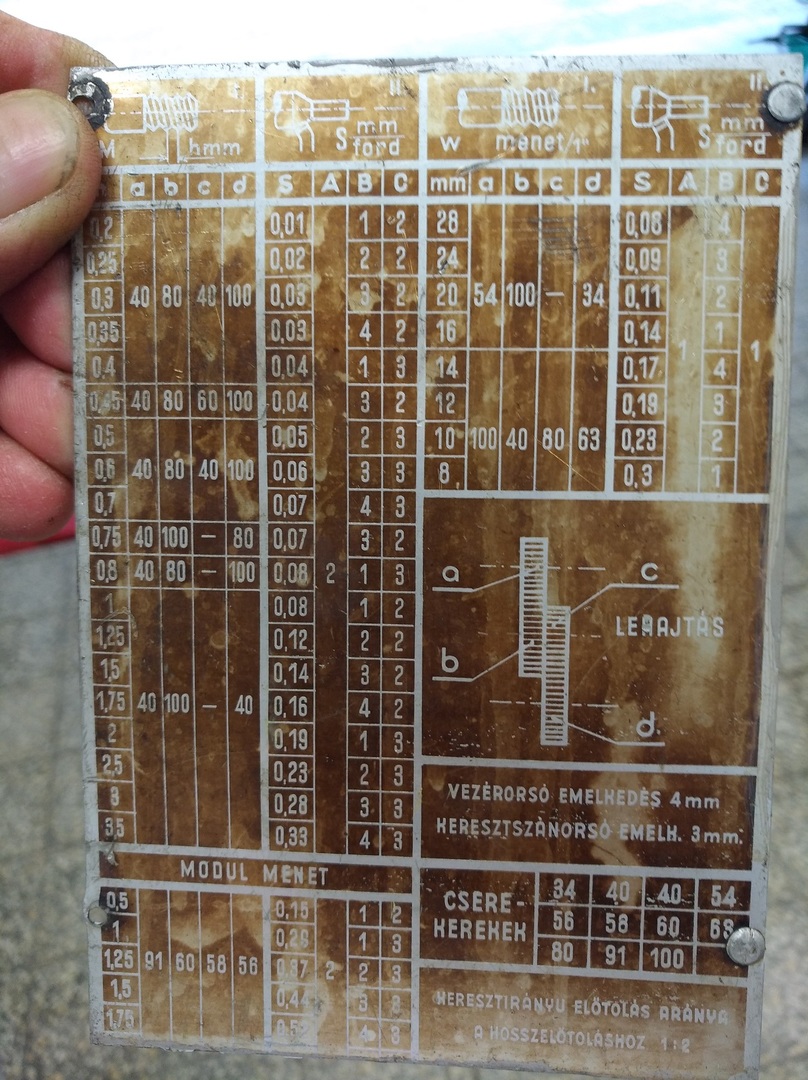 I. II. I. II.
M hmm S mm/ford W menet/1" S mm/ford
a b c d S A B C mm a b c d S A B C
0,2 0,01 1 2 28 0,08 4
0,25 0,02 2 2 24 0,09 3
0,3 40 80 40 100 0,03 3 2 20 54 100 — 34 0,11 2
0,35 0,03 4 2 16 0,14 1
1 1
0,4 0,04 1 3 14 0,17 4
0,45 40 80 60 100 0,04 3 2 12 0,19 3
0,5 0,05 2 3 10 100 40 80 63 0,23 2
0,6 40 80 40 100 0,06 3 3 8 0,3 1
0,7 0,07 4 3
0,75 40 100 — 80 0,07 3 2
0,8 40 80 — 100 0,08 2 1 3
1 0,08 1 2
1,25 0,12 2 2
1,5 0,14 3 2
1,75 40 100 — 40 0,16 4 2
2 0,19 1 3
2,5 0,23 2 3
3 0,28 3 3
3,5 0,33 4 3
a c
LEHAJTÁS
b
d
VEZÉRORSÓ EMELKEDÉS 4mm
KERESZTSZÁNORSÓ EMELK. 3mm.
MODUL MENET
0,5 0,15 1 2
1 0,29 1 3
1,25 91 60 58 56 0,37 2 2 3
1,5 0,44 3 2
1,75 4 3
CSERE-
KEREKEK
34 40 40 54
56 58 60 68
80 91 100
KERESZTIRÁNYU ELŐTOLÁS ARÁNYA
A HOSSZELŐTOLÁSHOZ 1:2